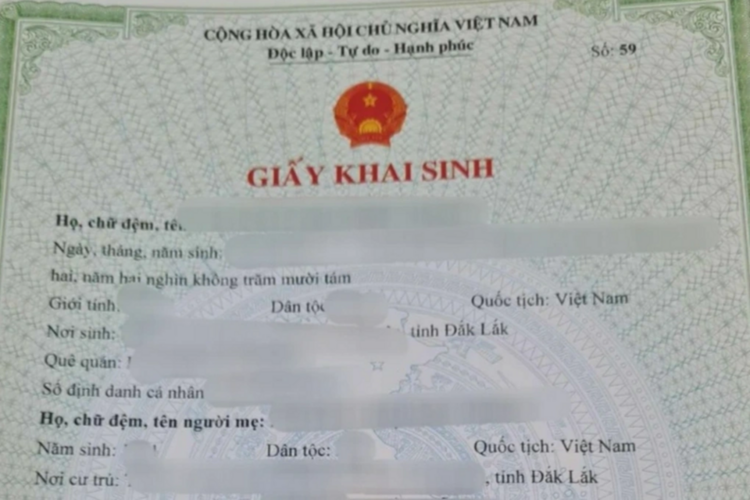 CỘNG HÒA XÃ HỘI CHỦ NGHĨA VIỆT NAM
Độc lập - Tự do - Hạnh phúc
Số: 59
GIẤY KHAI SINH
Họ, chữ đệm, tên
Ngày, tháng, năm sinh:
hai, năm hai nghìn không trăm mười tám
Giới tính: Dân tộc Quốc tịch: Việt Nam
Nơi sinh: , tỉnh Đắk Lắk
Quê quán:
Số định danh cá nhân
Họ, chữ đệm, tên người mẹ:
Năm sinh: Dân tộc: Quốc tịch: Việt Nam
Nơi cư trú: , tỉnh Đắk Lắk